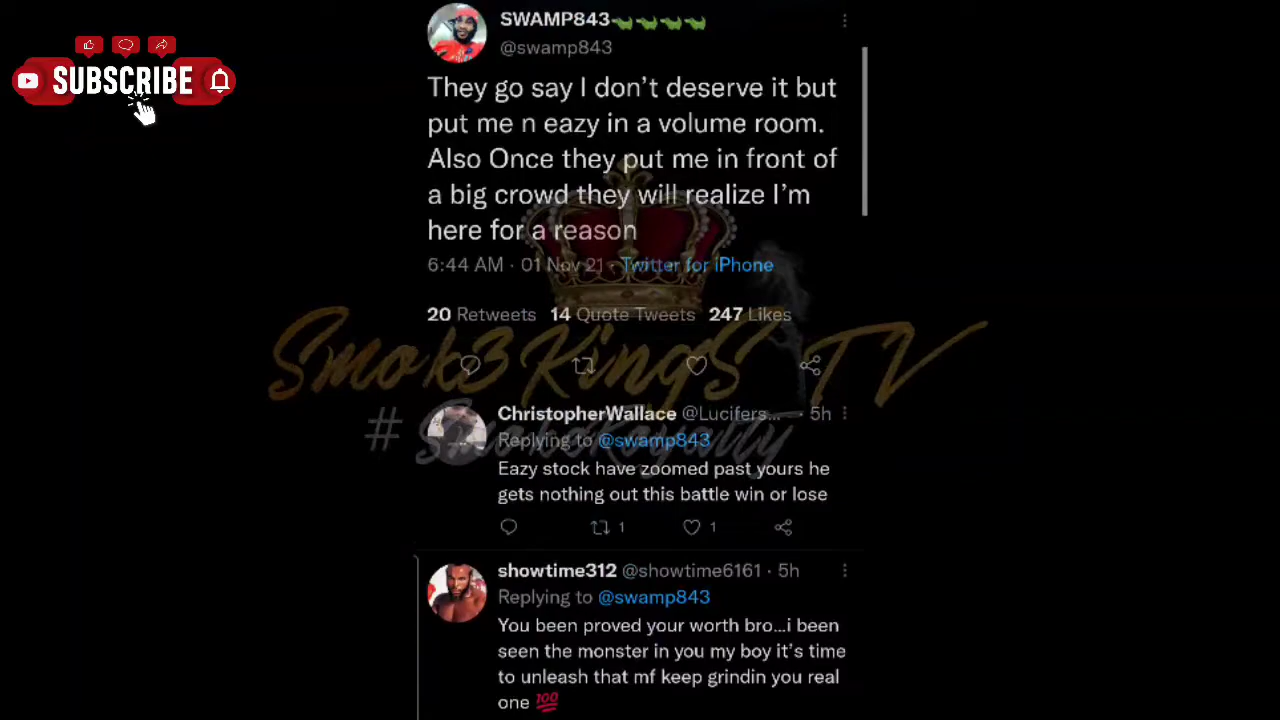 SUBSCRIBE
SWAMP843
@swamp843
They go say I don't deserve it but
put me n eazy in a volume room.
Also Once they put me in front of
a big crowd they will realize I'm
here for a reason
6:44 AM · 01 Nov 21 · Twitter for iPhone
20 Retweets 14 Quote Tweets 247 Likes
Smok3KingS TV
#SmokeRoyalty
ChristopherWallace @Lucifers... · 5h
Replying to @swamp843
Eazy stock have zoomed past yours he
gets nothing out this battle win or lose
1 1
showtime312 @showtime6161 · 5h
Replying to @swamp843
You been proved your worth bro...i been
seen the monster in you my boy it's time
to unleash that mf keep grindin you real
one 💯